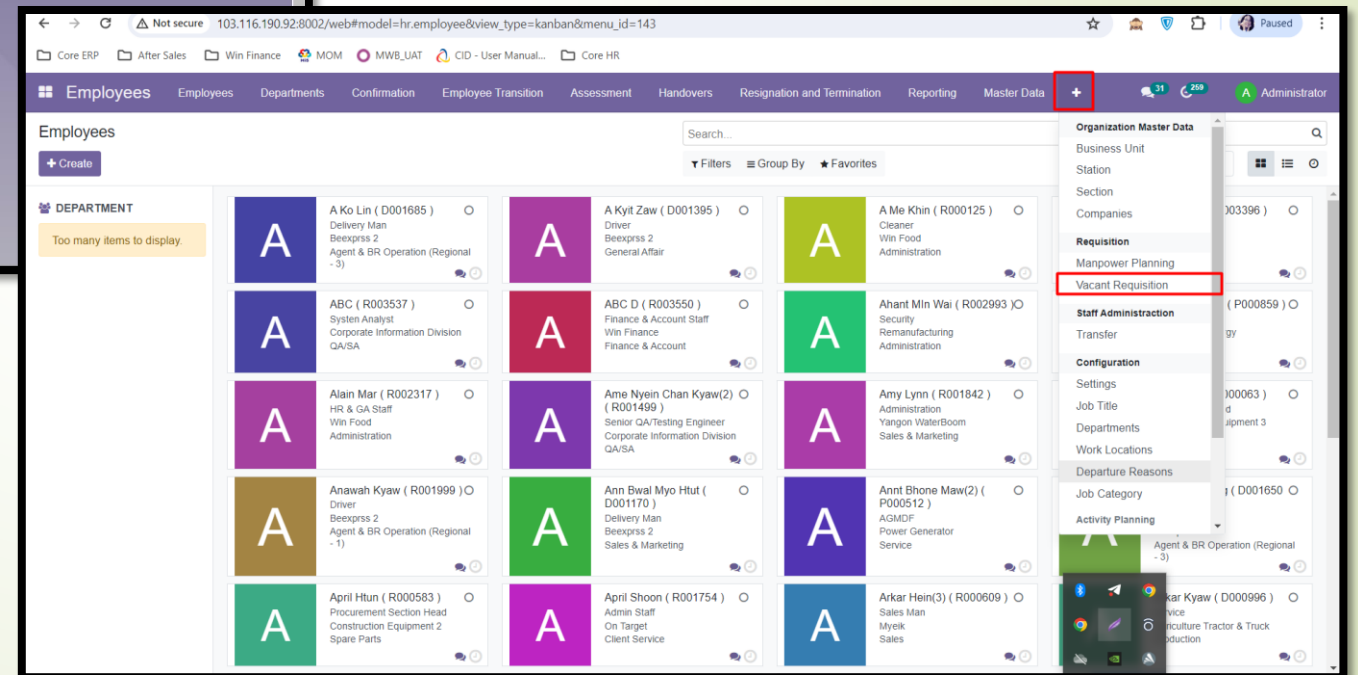 Not secure 103.116.190.92:8002/web#model=hr.employee&view_type=kanban&menu_id=143
Paused
Core ERP After Sales Win Finance MOM MWB_UAT CID - User Manual... Core HR
Employees Employees Departments Confirmation Employee Transition Assessment Handovers Resignation and Termination Reporting Master Data + 31 259 A Administrator
Employees
Search...
+ Create
Filters Group By Favorites
DEPARTMENT
Too many items to display.
A
A Ko Lin ( D001685 )
Delivery Man
Beexprss 2
Agent & BR Operation (Regional
- 3)
A
A Kyit Zaw ( D001395 )
Driver
Beexprss 2
General Affair
A
A Me Khin ( R000125 )
Cleaner
Win Food
Administration
003396 )
A
ABC ( R003537 )
Systen Analyst
Corporate Information Division
QA/SA
A
ABC D ( R003550 )
Finance & Account Staff
Win Finance
Finance & Account
A
Ahant MIn Wai ( R002993 )
Security
Remanufacturing
Administration
( P000859 )
gy
A
Alain Mar ( R002317 )
HR & GA Staff
Win Food
Administration
A
Ame Nyein Chan Kyaw(2)
( R001499 )
Senior QA/Testing Engineer
Corporate Information Division
QA/SA
A
Amy Lynn ( R001842 )
Administration
Yangon WaterBoom
Sales & Marketing
00063 )
d
uipment 3
A
Anawah Kyaw ( R001999 )
Driver
Beexprss 2
Agent & BR Operation (Regional
- 1)
A
Ann Bwal Myo Htut (
D001170 )
Delivery Man
Beexprss 2
Sales & Marketing
A
Annt Bhone Maw(2) (
P000512 )
AGMDF
Power Generator
Service
( D001650
Agent & BR Operation (Regional
- 3)
A
April Htun ( R000583 )
Procurement Section Head
Construction Equipment 2
Spare Parts
A
April Shoon ( R001754 )
Admin Staff
On Target
Client Service
A
Arkar Hein(3) ( R000609 )
Sales Man
Myeik
Sales
kar Kyaw ( D000996 )
rvice
riculture Tractor & Truck
oduction
Organization Master Data
Business Unit
Station
Section
Companies
Requisition
Manpower Planning
Vacant Requisition
Staff Administraction
Transfer
Configuration
Settings
Job Title
Departments
Work Locations
Departure Reasons
Job Category
Activity Planning